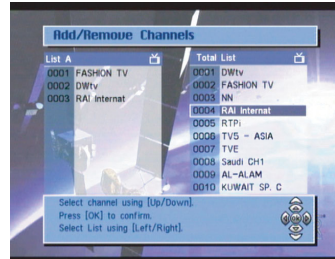 Add/Remove Channels
List A
0001 FASHION TV
0002 DWtv
0003 RAI Internat
Total List
0001 DWtv
0002 FASHION TV
0003 NN
0004 RAI Internat
0005 RTPi
0006 TV5 - ASIA
0007 TVE
0008 Saudi CH1
0009 AL-ALAM
0010 KUWAIT SP. C
Select channel using [Up/Down].
Press [OK] to confirm.
Select List using [Left/Right].
OK